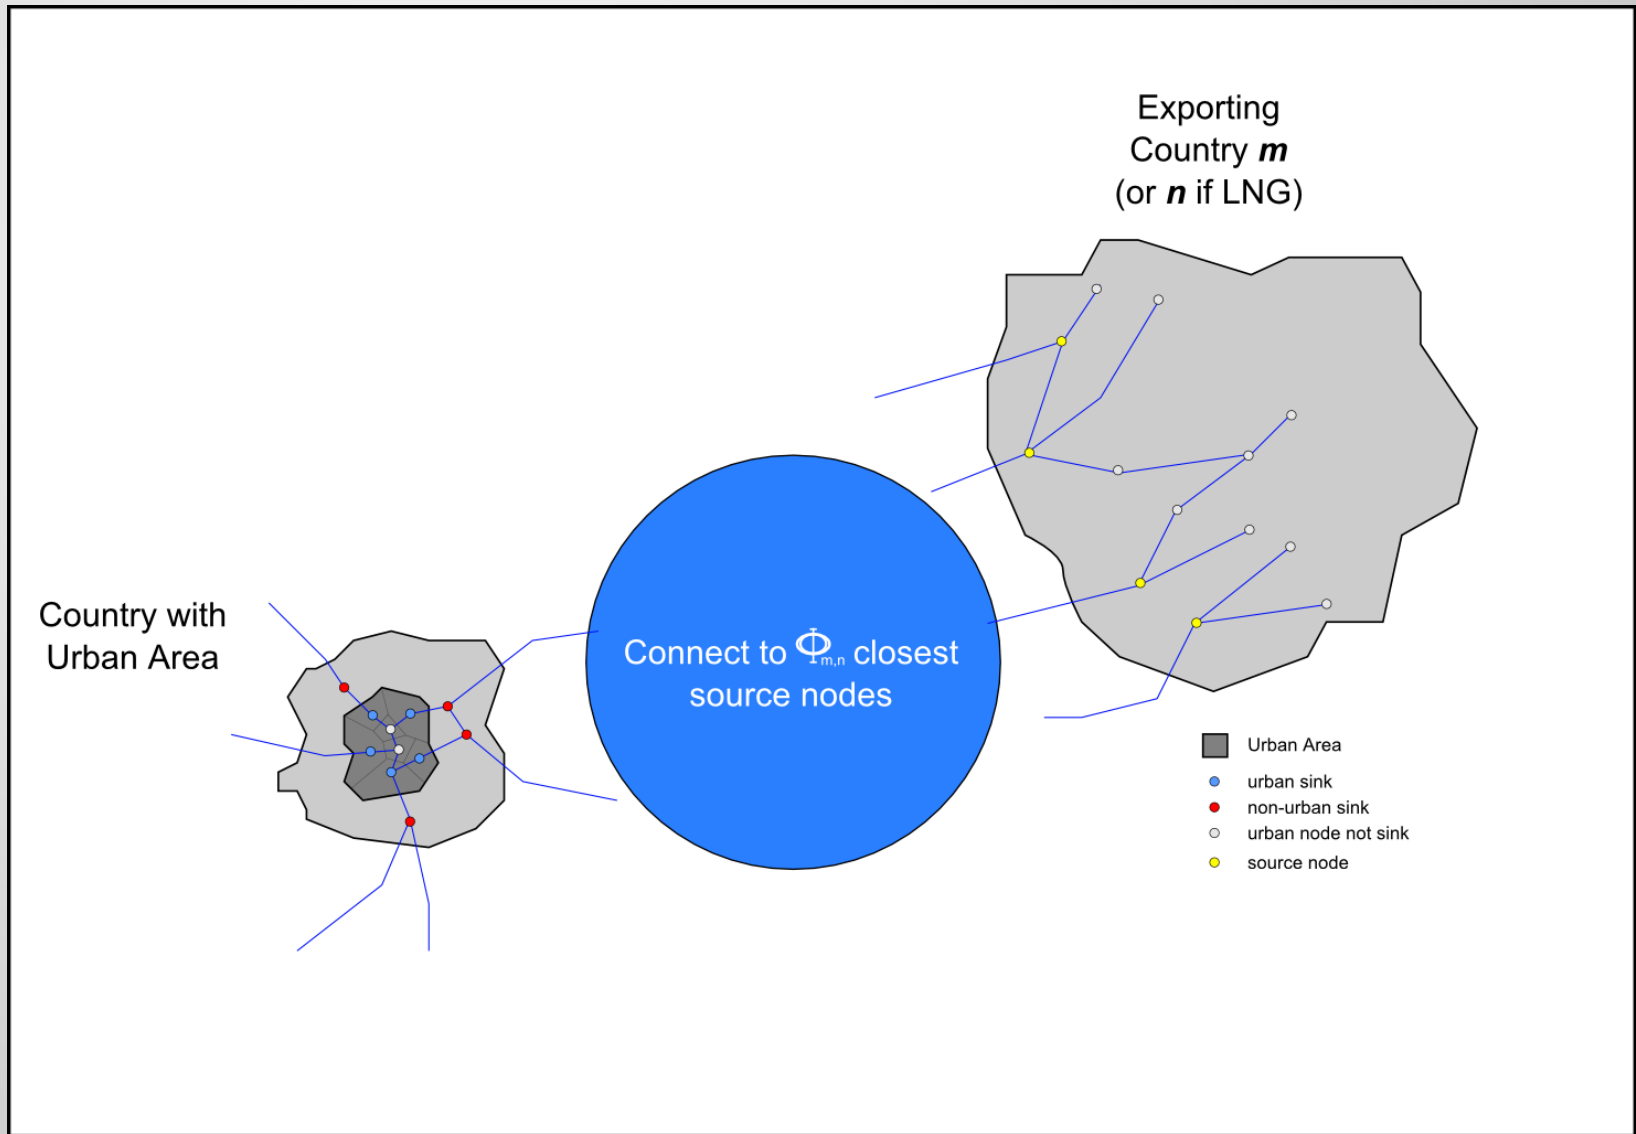 Exporting
Country m
(or n if LNG)
Country with
Urban Area
Connect to Φm,n closest
source nodes
Urban Area
urban sink
non-urban sink
urban node not sink
source node